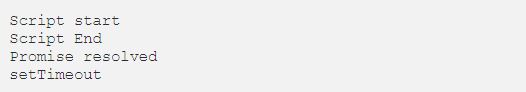 Script start
Script End
Promise resolved
setTimeout